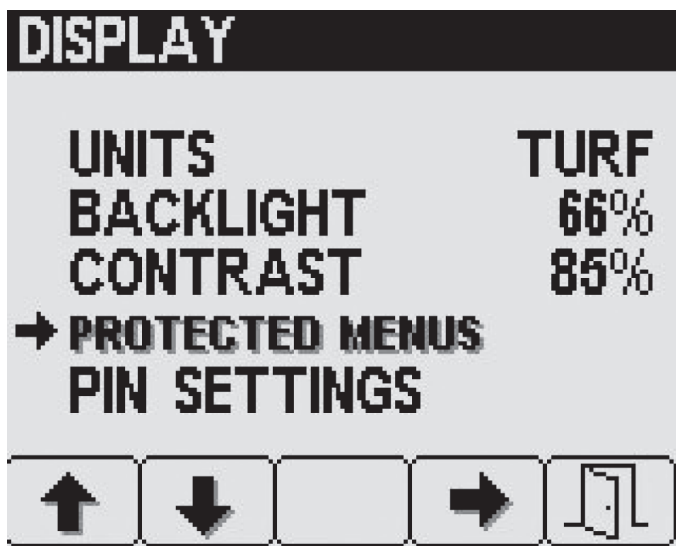 DISPLAY
UNITS TURF
BACKLIGHT 66%
CONTRAST 85%
PROTECTED MENUS
PIN SETTINGS